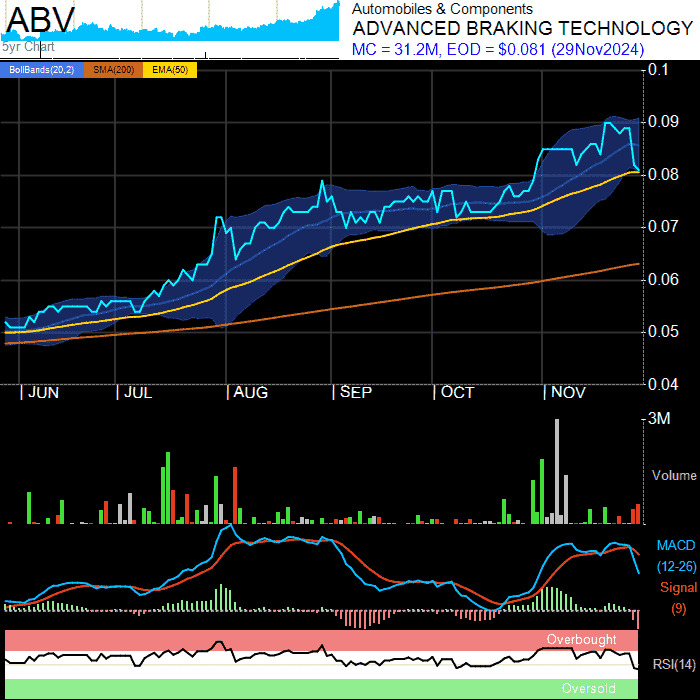 ABV
5yr Chart
Automobiles & Components
ADVANCED BRAKING TECHNOLOGY
MC = 31.2M, EOD = $0.081 (29Nov2024)
BollBands(20,2) SMA(200) EMA(50)
0.1
0.09
0.08
0.07
0.06
0.05
0.04
JUN JUL AUG SEP OCT NOV
3M
Volume
MACD
(12-26)
Signal
(9)
Overbought
RSI(14)
Oversold